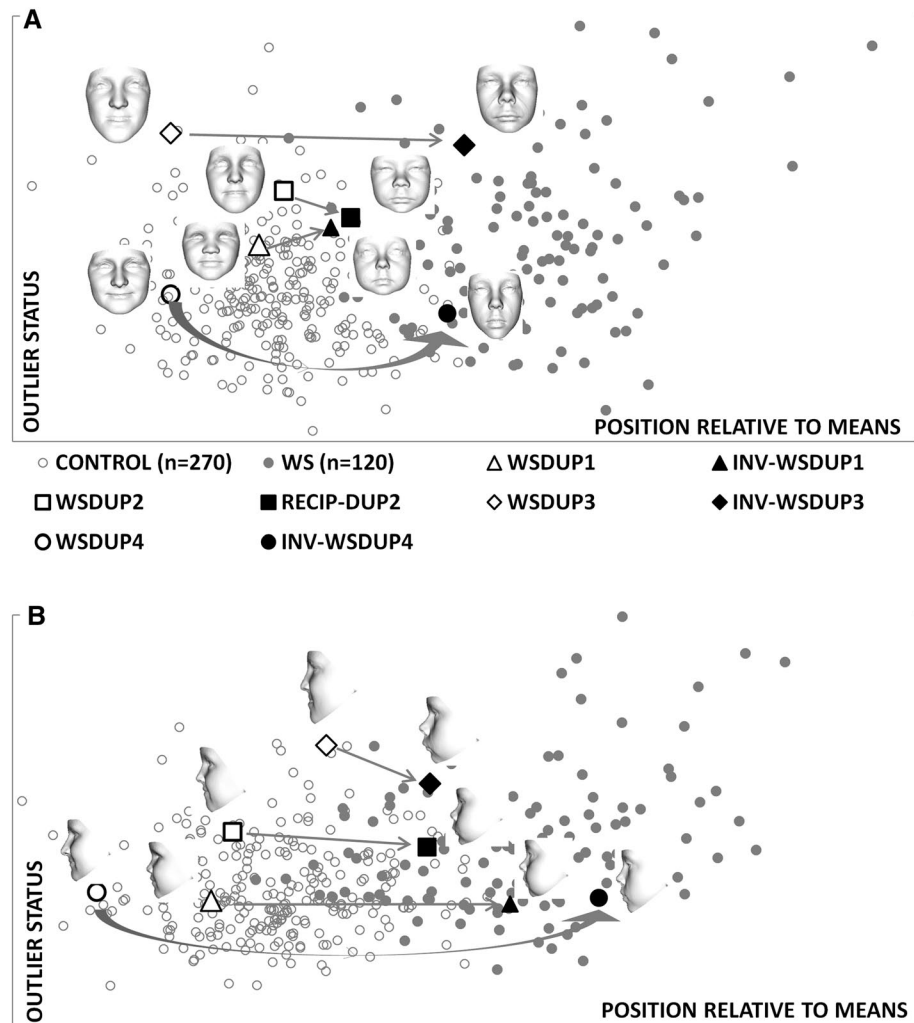 A
OUTLIER STATUS
POSITION RELATIVE TO MEANS
CONTROL (n=270) WS (n=120) WSDUP1 INV-WSDUP1
WSDUP2 RECIP-DUP2 WSDUP3 INV-WSDUP3
WSDUP4 INV-WSDUP4
B
OUTLIER STATUS
POSITION RELATIVE TO MEANS